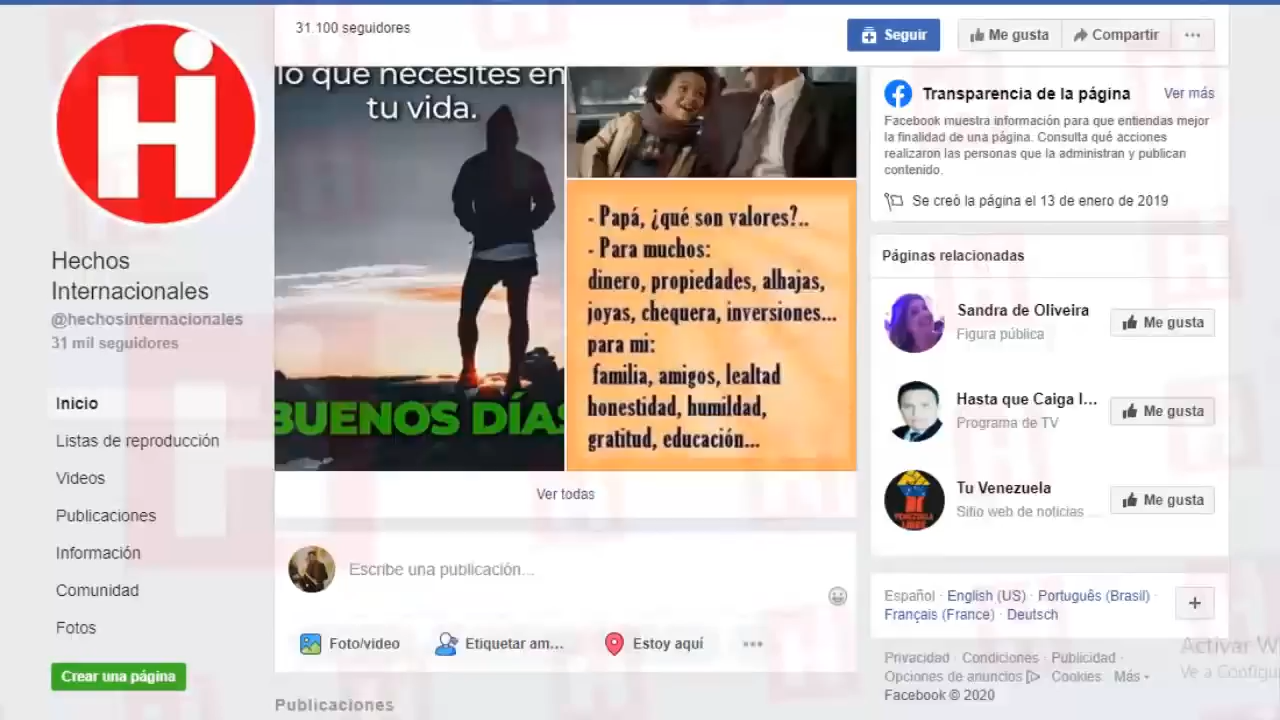 31.100 seguidores
Seguir
Me gusta
Compartir
Hi
Hechos
Internacionales
@hechosinternacionales
31 mil seguidores
Inicio
Listas de reproducción
Videos
Publicaciones
Información
Comunidad
Fotos
Crear una página
lo que necesites en
tu vida.
BUENOS DÍAS
- Papá, ¿qué son valores?..
- Para muchos:
dinero, propiedades, alhajas,
joyas, chequera, inversiones...
para mi:
familia, amigos, lealtad
honestidad, humildad,
gratitud, educación...
Ver todas
Escribe una publicación...
Foto/video
Etiquetar am...
Estoy aquí
Publicaciones
Transparencia de la página
Ver más
Facebook muestra información para que entiendas mejor
la finalidad de una página. Consulta qué acciones
realizaron las personas que la administran y publican
contenido.
Se creó la página el 13 de enero de 2019
Páginas relacionadas
Sandra de Oliveira
Figura pública
Me gusta
Hasta que Caiga l...
Programa de TV
Me gusta
VENEZUELA
LIBRE
Tu Venezuela
Sitio web de noticias ...
Me gusta
Español · English (US) · Português (Brasil) ·
Français (France) · Deutsch
Privacidad · Condiciones · Publicidad ·
Opciones de anuncios · Cookies · Más
Facebook © 2020
Activar W
Ve a Configu